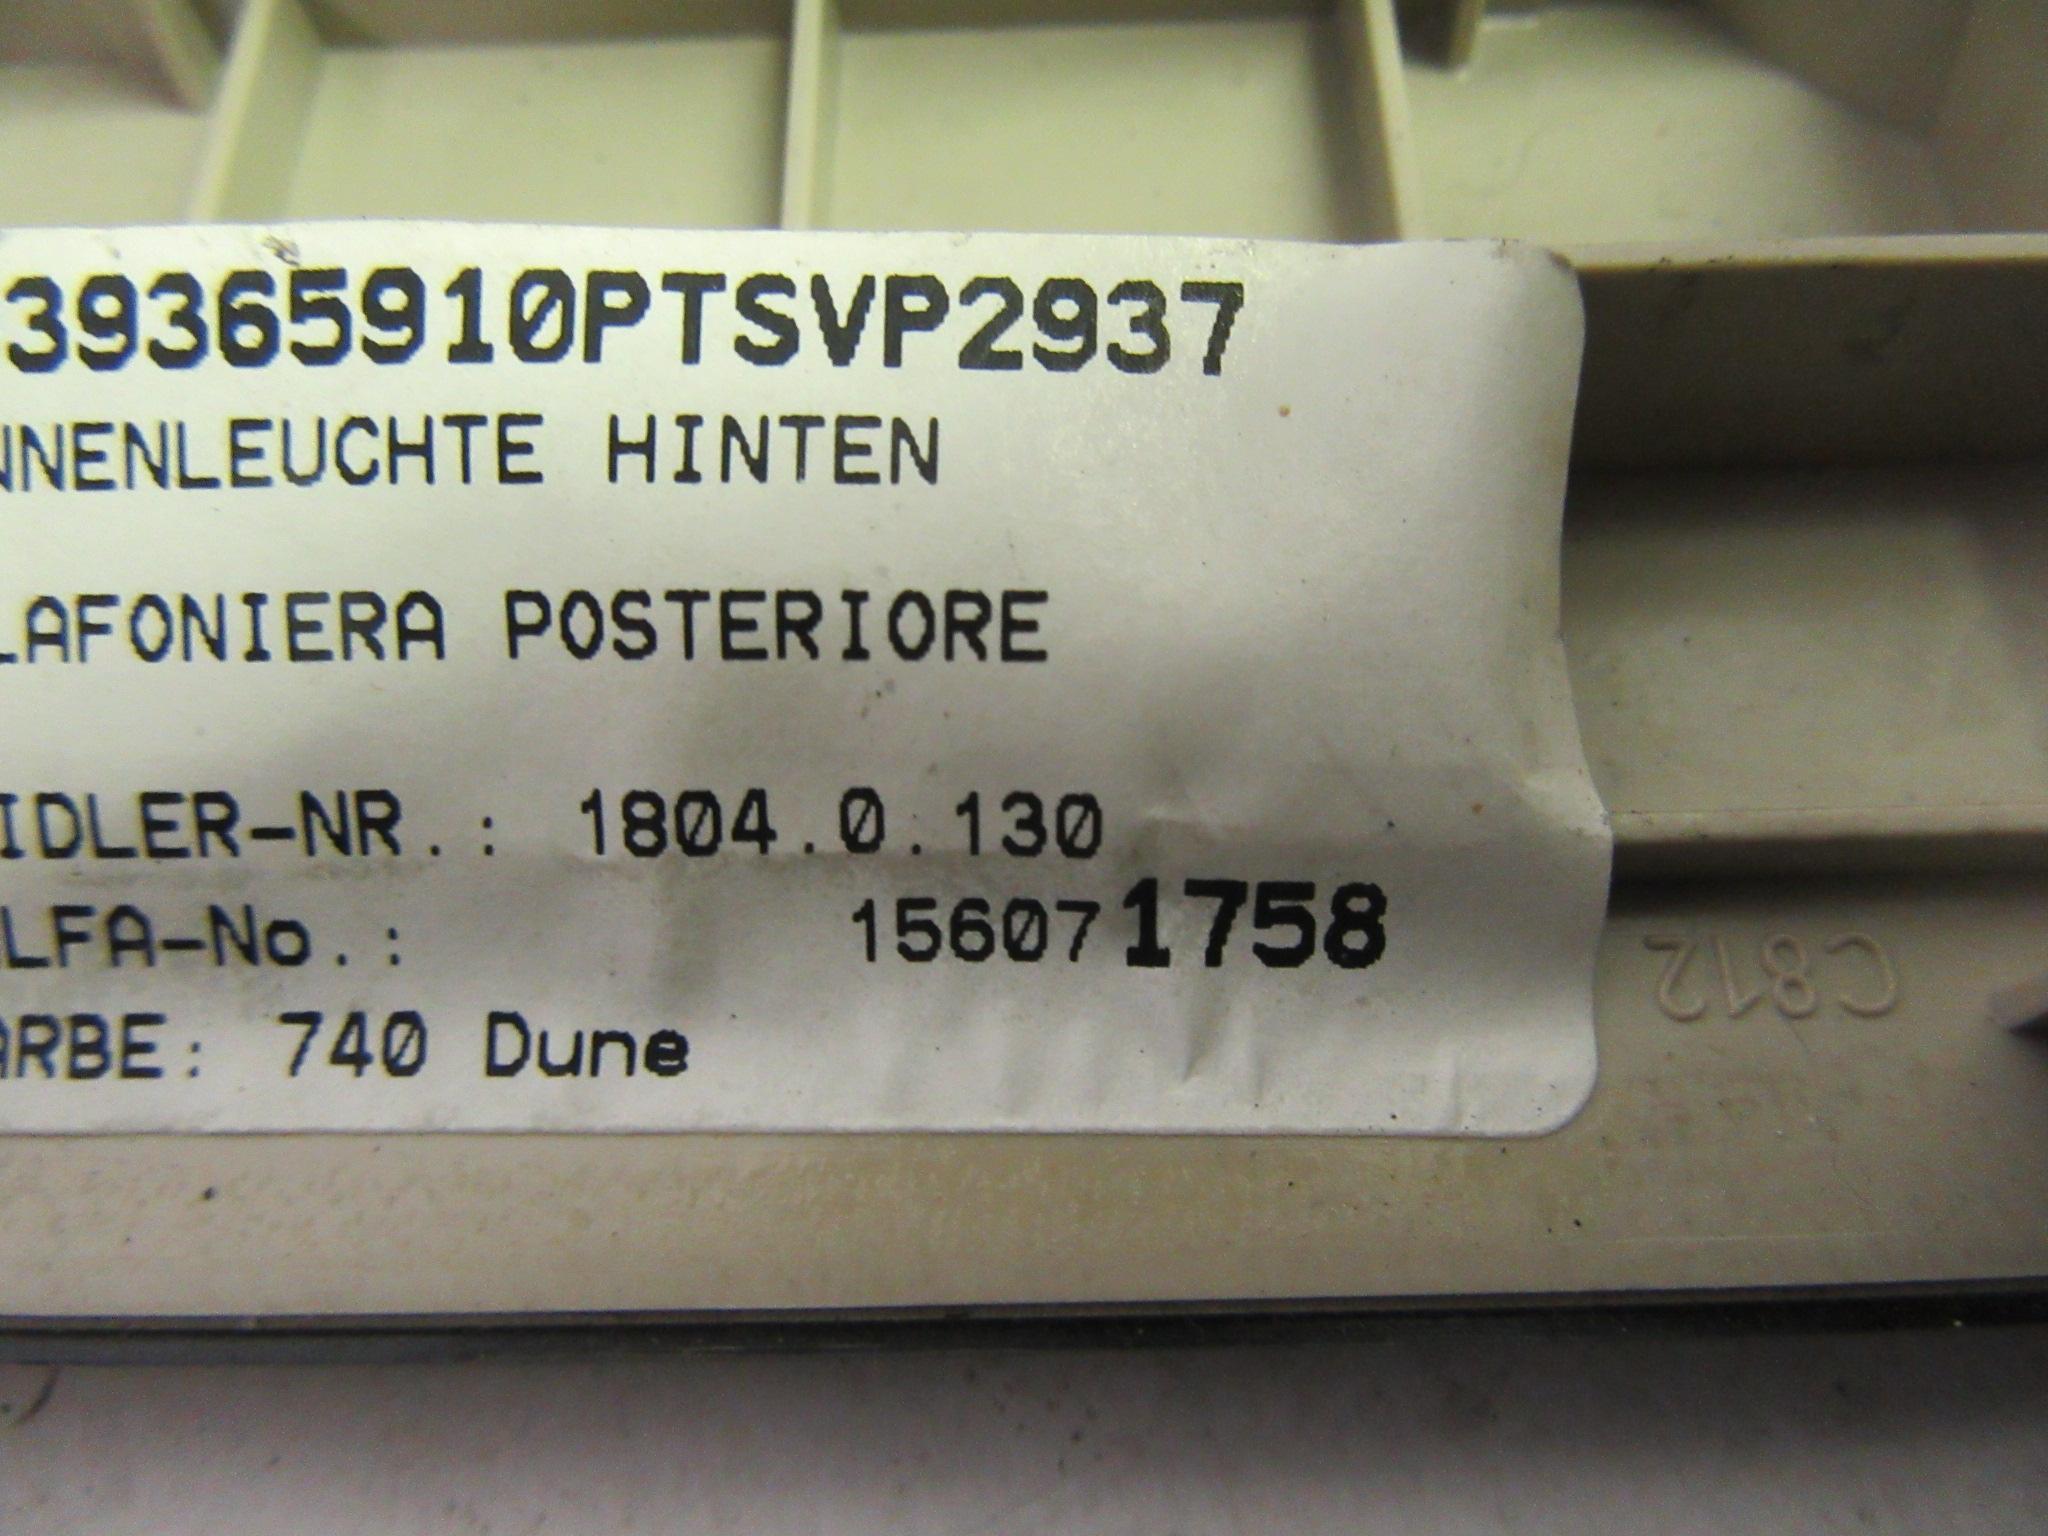 39365910PTSVP2937
NNENLEUCHTE HINTEN
LAFONIERA POSTERIORE
IDLER-NR.: 1804.0.130
LFA-No.: 156071758
ARBE: 740 Dune
C812